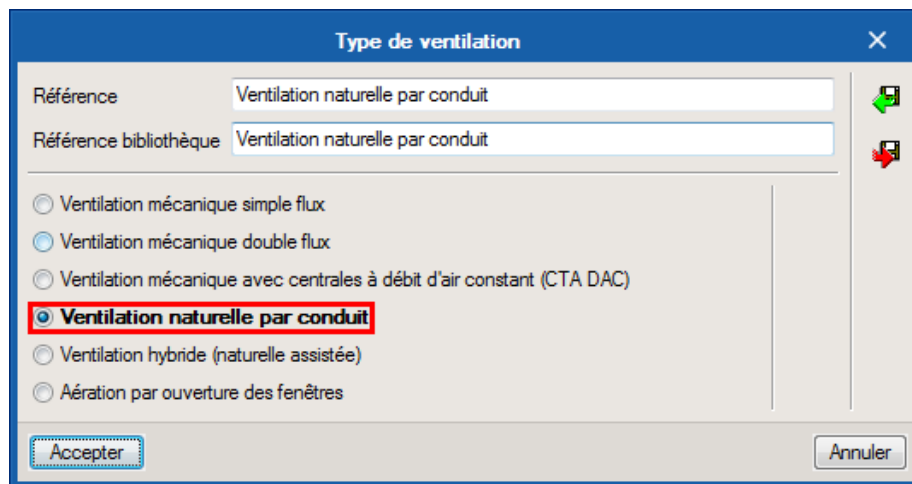 Type de ventilation
Référence Ventilation naturelle par conduit
Référence bibliothèque Ventilation naturelle par conduit
Ventilation mécanique simple flux
Ventilation mécanique double flux
Ventilation mécanique avec centrales à débit d'air constant (CTA DAC)
Ventilation naturelle par conduit
Ventilation hybride (naturelle assistée)
Aération par ouverture des fenêtres
Accepter Annuler